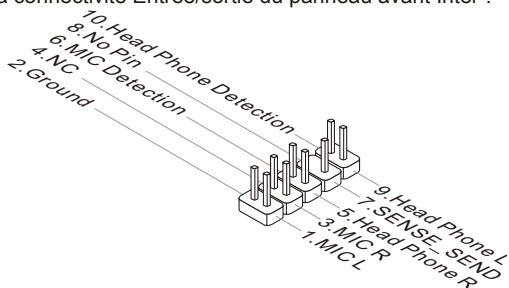 la connectivité Entrée/sortie du panneau avant Intel®.
10.Head Phone Detection
8.No Pin
6.MIC Detection
4.NC
2.Ground
9.Head Phone L
7.SENSE_SEND
5.Head Phone R
3.MIC R
1.MIC L